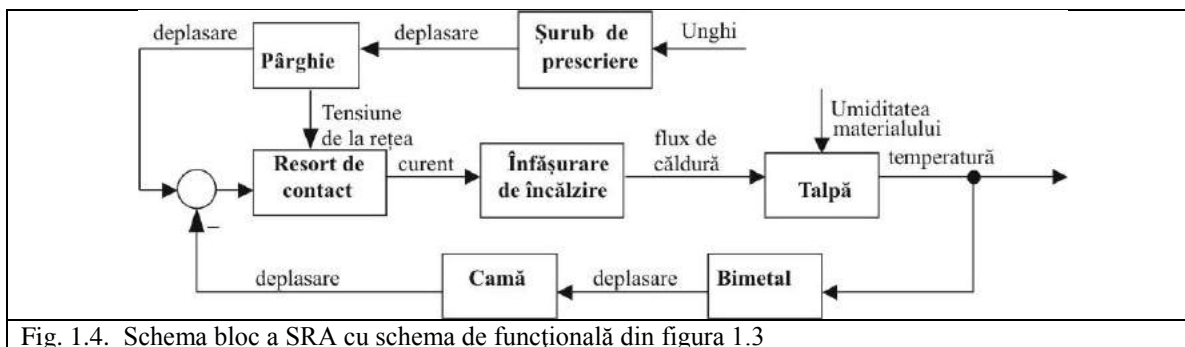 deplasare
deplasare
Șurub de
prescriere
Unghi
Pârghie
Tensiune
de la rețea
Umiditatea
materialului
Resort de
contact
curent
Înfășurare
de încălzire
flux de
căldură
Talpă
temperatură
–
deplasare
Camă
deplasare
Bimetal
Fig. 1.4. Schema bloc a SRA cu schema de funcțională din figura 1.3